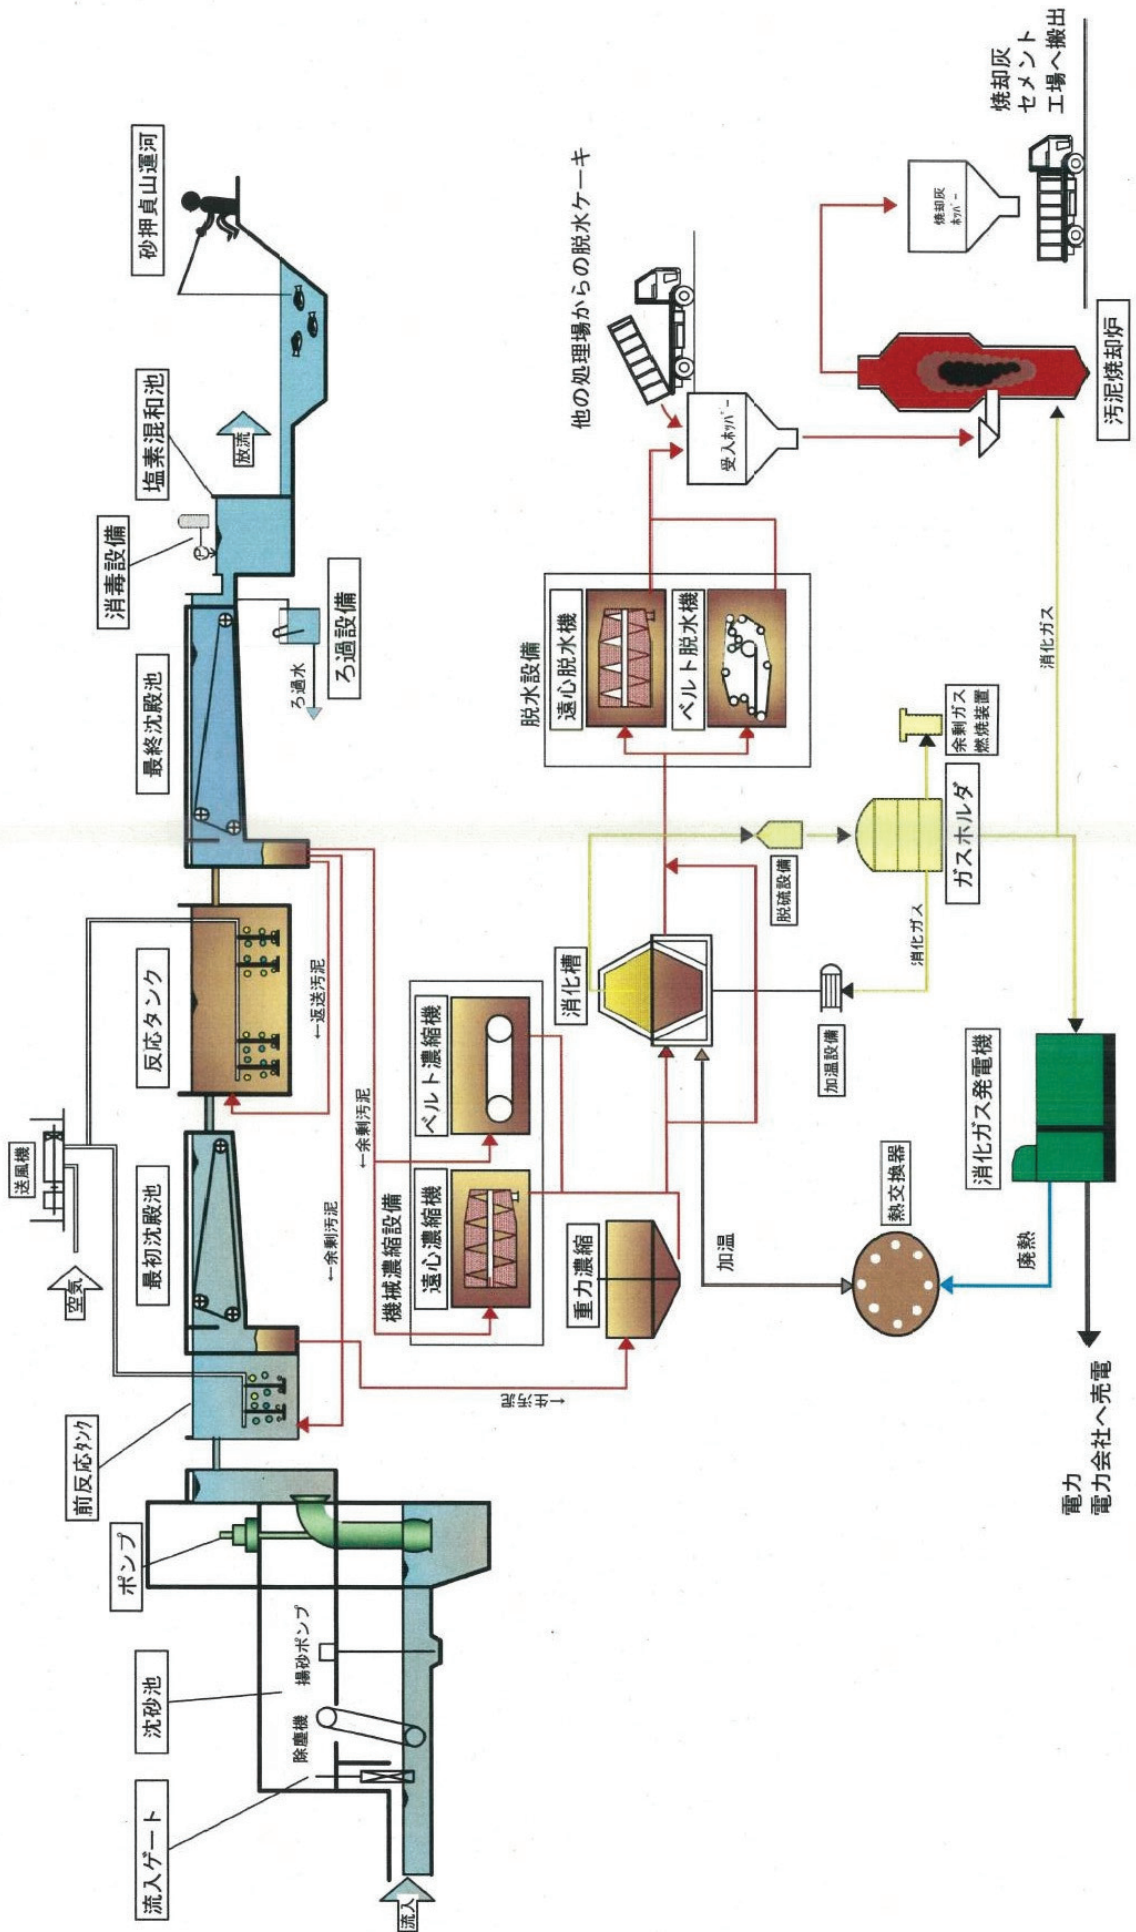 流入ゲート
沈砂池
ポンプ
前反応タンク
最初沈殿池
反応タンク
最終沈殿池
消毒設備
塩素混和池
砂押貞山運河
送風機
空気
流入
除塵機
揚砂ポンプ
放流
ろ過水
ろ過設備
←返送汚泥
←余剰汚泥
←余剰汚泥
←生汚泥
機械濃縮設備
遠心濃縮機
ベルト濃縮機
重力濃縮
消化槽
脱水設備
遠心脱水機
ベルト脱水機
他の処理場からの脱水ケーキ
受入ホッパー
焼却灰
ホッパー
焼却灰
セメント
工場へ搬出
汚泥焼却炉
加温
加温設備
脱硫設備
消化ガス
ガスホルダ
余剰ガス
燃焼装置
消化ガス
熱交換器
廃熱
消化ガス発電機
電力
電力会社へ売電